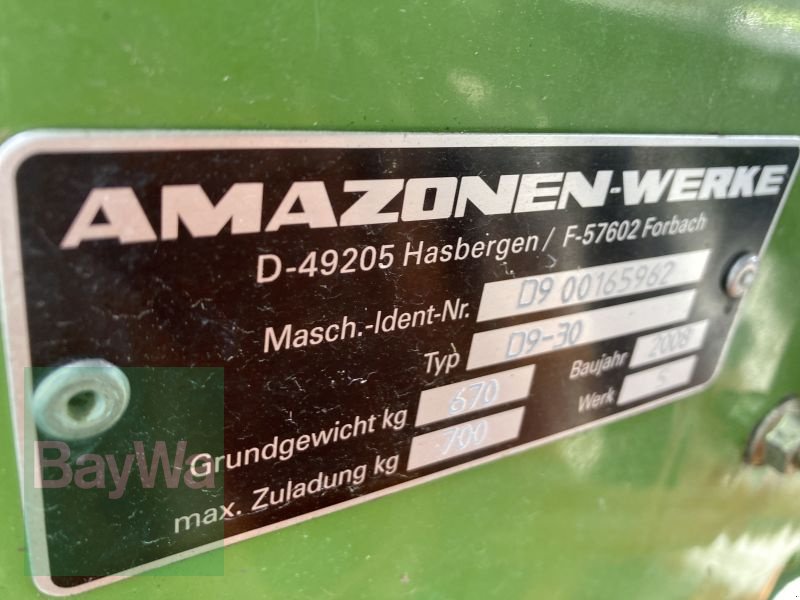 AMAZONEN-WERKE
D-49205 Hasbergen / F-57602 Forbach
Masch.-Ident-Nr. D9 00165962
Typ D9-30 Baujahr 2008
Grundgewicht kg 670 Werk S
max. Zuladung kg 700
BayWa